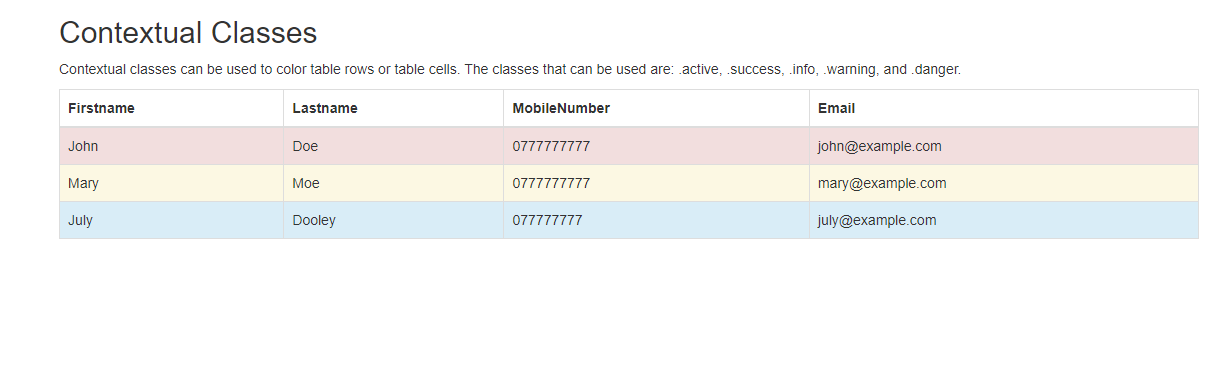 Contextual Classes
Contextual classes can be used to color table rows or table cells. The classes that can be used are: .active, .success, .info, .warning, and .danger.
Firstname Lastname MobileNumber Email
John Doe 0777777777 john@example.com
Mary Moe 0777777777 mary@example.com
July Dooley 077777777 july@example.com